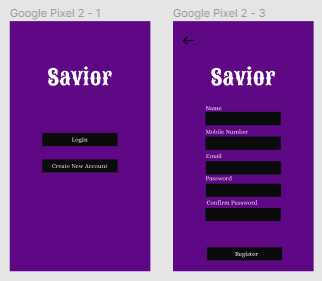 Google Pixel 2 - 1
Savior
Login
Create New Account
Google Pixel 2 - 3
Savior
Name
Mobile Number
Email
Password
Confirm Password
Register